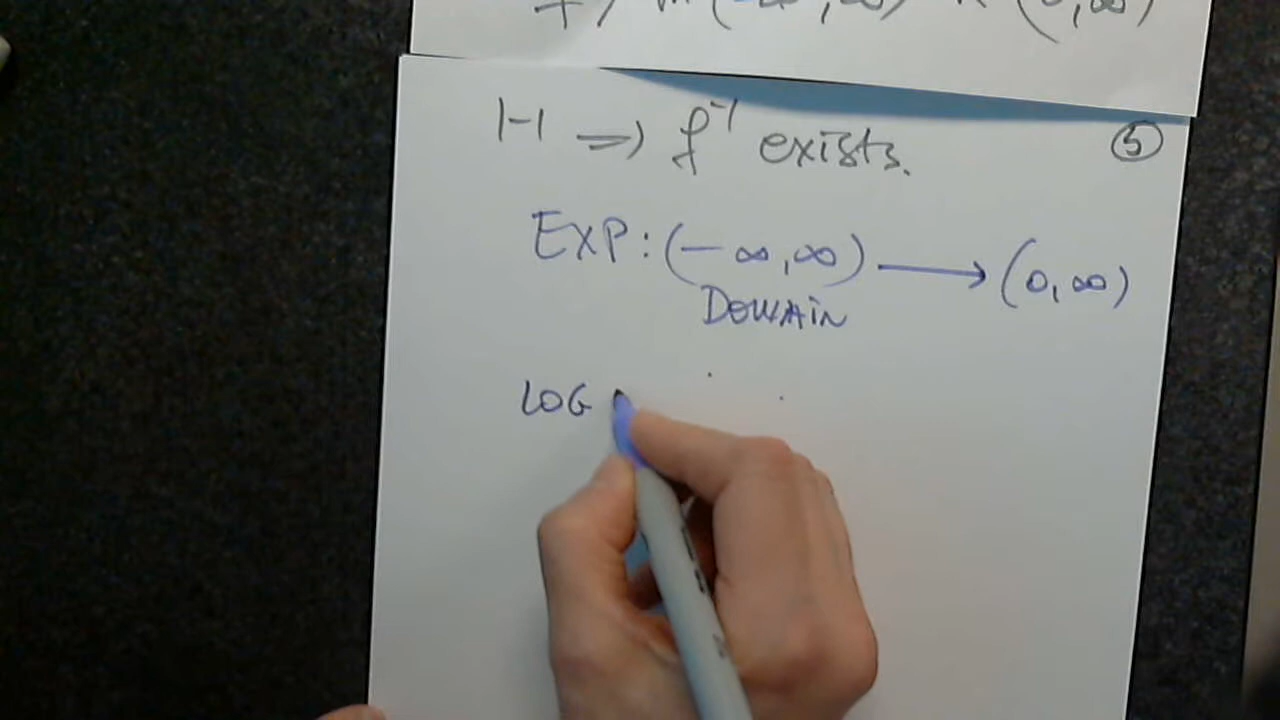 1-1 => f⁻¹ exists. ⑤
EXP: (-∞,∞) ⟶ (0,∞)
DOMAIN
LOG